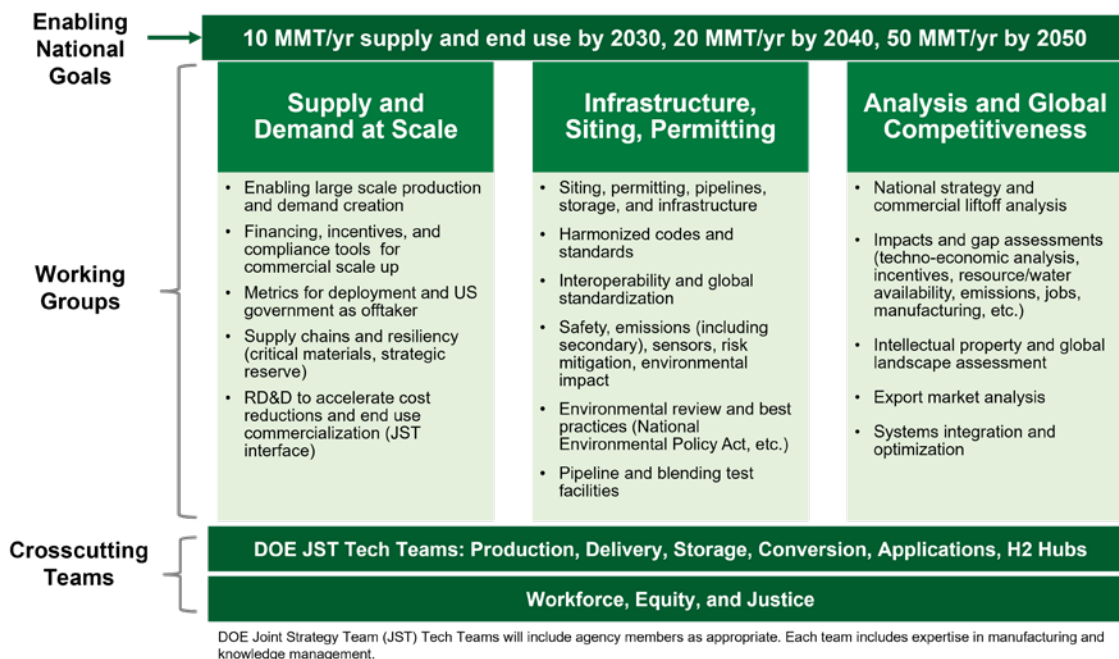 Enabling
National
Goals
10 MMT/yr supply and end use by 2030, 20 MMT/yr by 2040, 50 MMT/yr by 2050
Working
Groups
Supply and
Demand at Scale
• Enabling large scale production
and demand creation
• Financing, incentives, and
compliance tools for
commercial scale up
• Metrics for deployment and US
government as offtaker
• Supply chains and resiliency
(critical materials, strategic
reserve)
• RD&D to accelerate cost
reductions and end use
commercialization (JST
interface)
Infrastructure,
Siting, Permitting
• Siting, permitting, pipelines,
storage, and infrastructure
• Harmonized codes and
standards
• Interoperability and global
standardization
• Safety, emissions (including
secondary), sensors, risk
mitigation, environmental
impact
• Environmental review and best
practices (National
Environmental Policy Act, etc.)
• Pipeline and blending test
facilities
Analysis and Global
Competitiveness
• National strategy and
commercial liftoff analysis
• Impacts and gap assessments
(techno-economic analysis,
incentives, resource/water
availability, emissions, jobs,
manufacturing, etc.)
• Intellectual property and global
landscape assessment
• Export market analysis
• Systems integration and
optimization
Crosscutting
Teams
DOE JST Tech Teams: Production, Delivery, Storage, Conversion, Applications, H2 Hubs
Workforce, Equity, and Justice
DOE Joint Strategy Team (JST) Tech Teams will include agency members as appropriate. Each team includes expertise in manufacturing and
knowledge management.